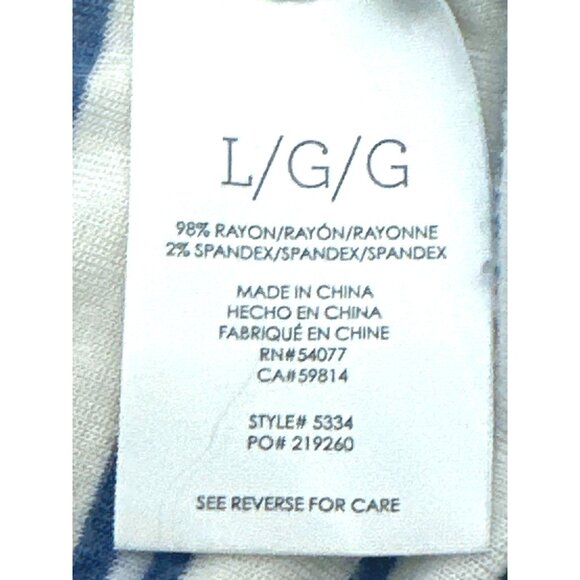 L/G/G
98% RAYON/RAYÓN/RAYONNE
2% SPANDEX/SPANDEX/SPANDEX
MADE IN CHINA
HECHO EN CHINA
FABRIQUÉ EN CHINE
RN#54077
CA#59814
STYLE# 5334
PO# 219260
SEE REVERSE FOR CARE